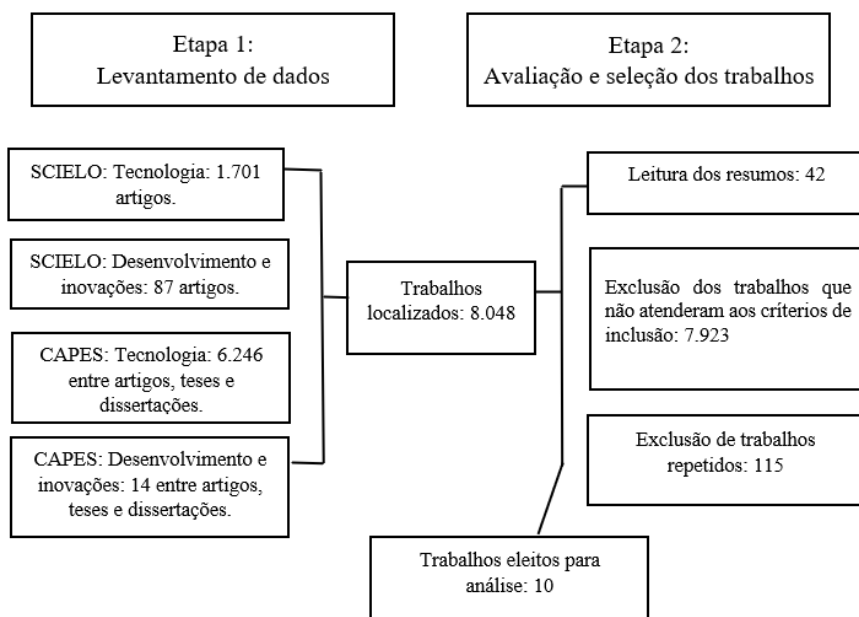 Etapa 1:
Levantamento de dados
Etapa 2:
Avaliação e seleção dos trabalhos
SCIELO: Tecnologia: 1.701
artigos.
SCIELO: Desenvolvimento e
inovações: 87 artigos.
CAPES: Tecnologia: 6.246
entre artigos, teses e
dissertações.
CAPES: Desenvolvimento e
inovações: 14 entre artigos,
teses e dissertações.
Trabalhos
localizados: 8.048
Leitura dos resumos: 42
Exclusão dos trabalhos que
não atenderam aos críterios de
inclusão: 7.923
Exclusão de trabalhos
repetidos: 115
Trabalhos eleitos para
análise: 10